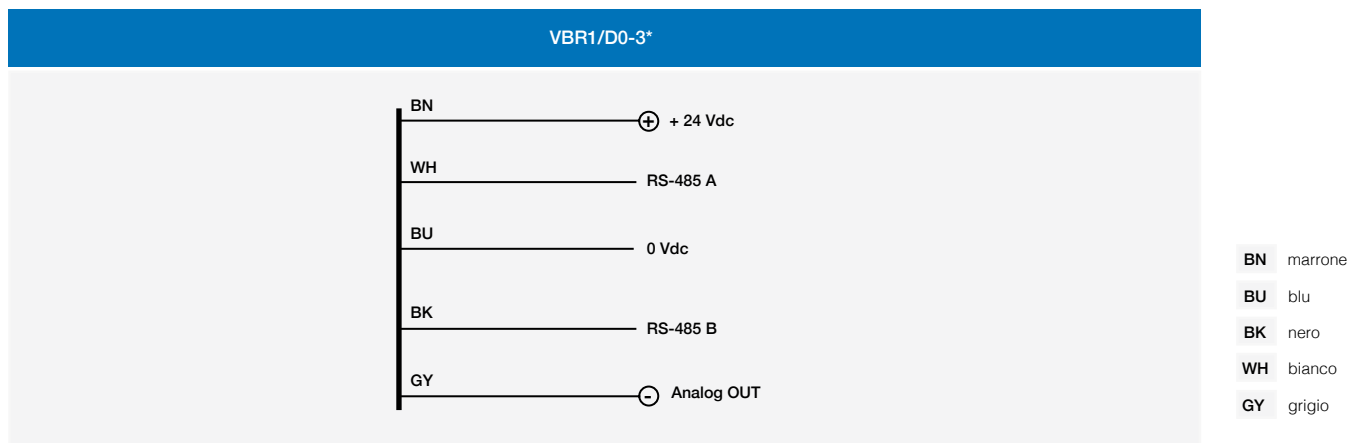 VBR1/D0-3*
BN
+ 24 Vdc
WH
RS-485 A
BU
0 Vdc
BK
RS-485 B
GY
- Analog OUT
BN marrone
BU blu
BK nero
WH bianco
GY grigio